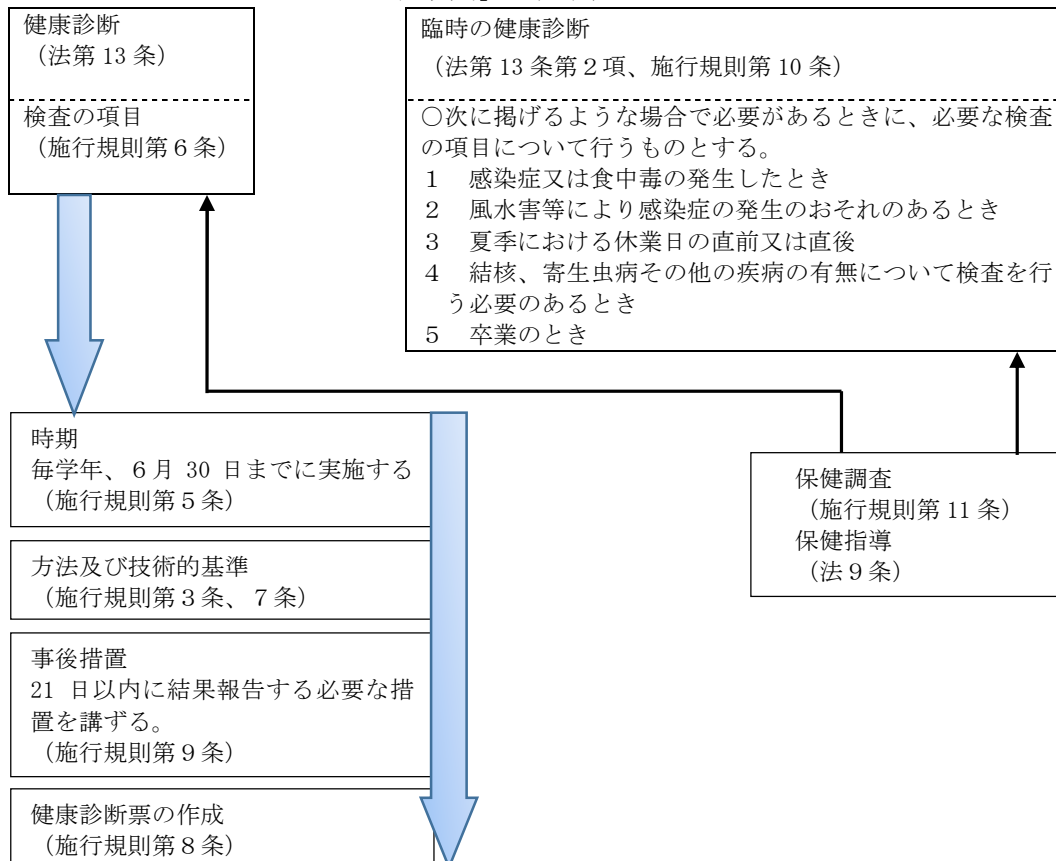 健康診断
（法第 13 条）
検査の項目
（施行規則第６条）
臨時の健康診断
（法第 13 条第２項、施行規則第 10 条）
○次に掲げるような場合で必要があるときに、必要な検査
の項目について行うものとする。
１　感染症又は食中毒の発生したとき
２　風水害等により感染症の発生のおそれのあるとき
３　夏季における休業日の直前又は直後
４　結核、寄生虫病その他の疾病の有無について検査を行
う必要のあるとき
５　卒業のとき
時期
毎学年、６月 30 日までに実施する
（施行規則第５条）
方法及び技術的基準
（施行規則第３条、７条）
事後措置
21 日以内に結果報告する必要な措
置を講ずる。
（施行規則第９条）
健康診断票の作成
（施行規則第８条）
保健調査
（施行規則第 11 条）
保健指導
（法９条）